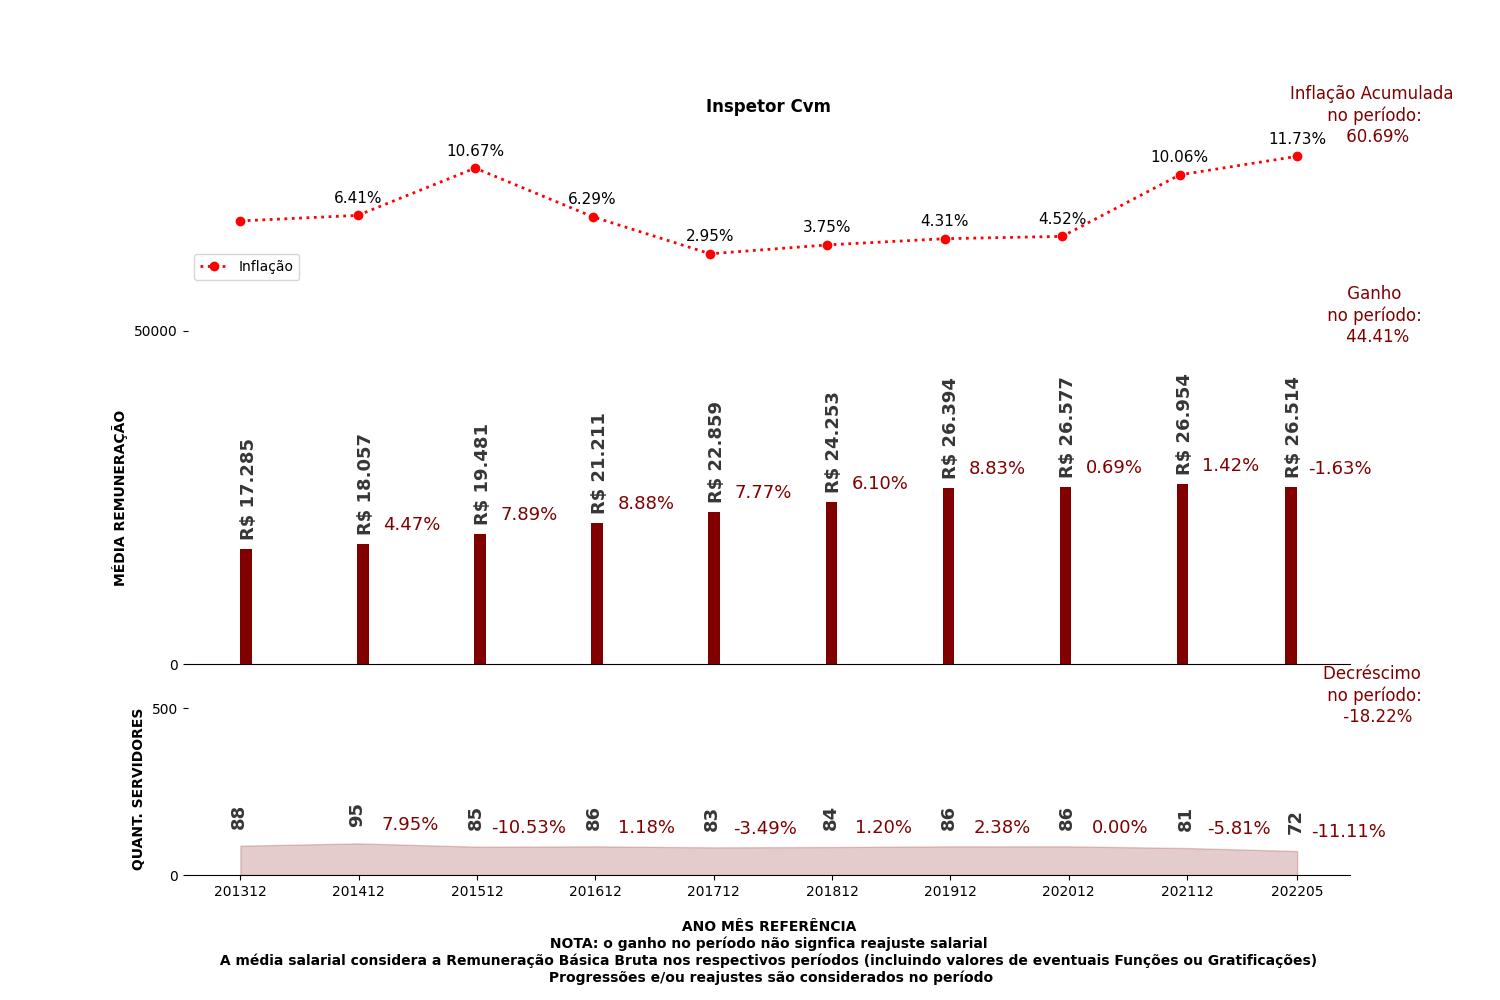 Inspetor Cvm
Inflação Acumulada
no período:
60.69%
6.41%
10.67%
6.29%
2.95%
3.75%
4.31%
4.52%
10.06%
11.73%
Inflação
Ganho
no período:
44.41%
50000
0
MÉDIA REMUNERAÇÃO
R$ 17.285
R$ 18.057
4.47%
R$ 19.481
7.89%
R$ 21.211
8.88%
R$ 22.859
7.77%
R$ 24.253
6.10%
R$ 26.394
8.83%
R$ 26.577
0.69%
R$ 26.954
1.42%
R$ 26.514
-1.63%
Decréscimo
no período:
-18.22%
500
0
QUANT. SERVIDORES
88
95
7.95%
85
-10.53%
86
1.18%
83
-3.49%
84
1.20%
86
2.38%
86
0.00%
81
-5.81%
72
-11.11%
201312
201412
201512
201612
201712
201812
201912
202012
202112
202205
ANO MÊS REFERÊNCIA
NOTA: o ganho no período não signfica reajuste salarial
A média salarial considera a Remuneração Básica Bruta nos respectivos períodos (incluindo valores de eventuais Funções ou Gratificações)
Progressões e/ou reajustes são considerados no período